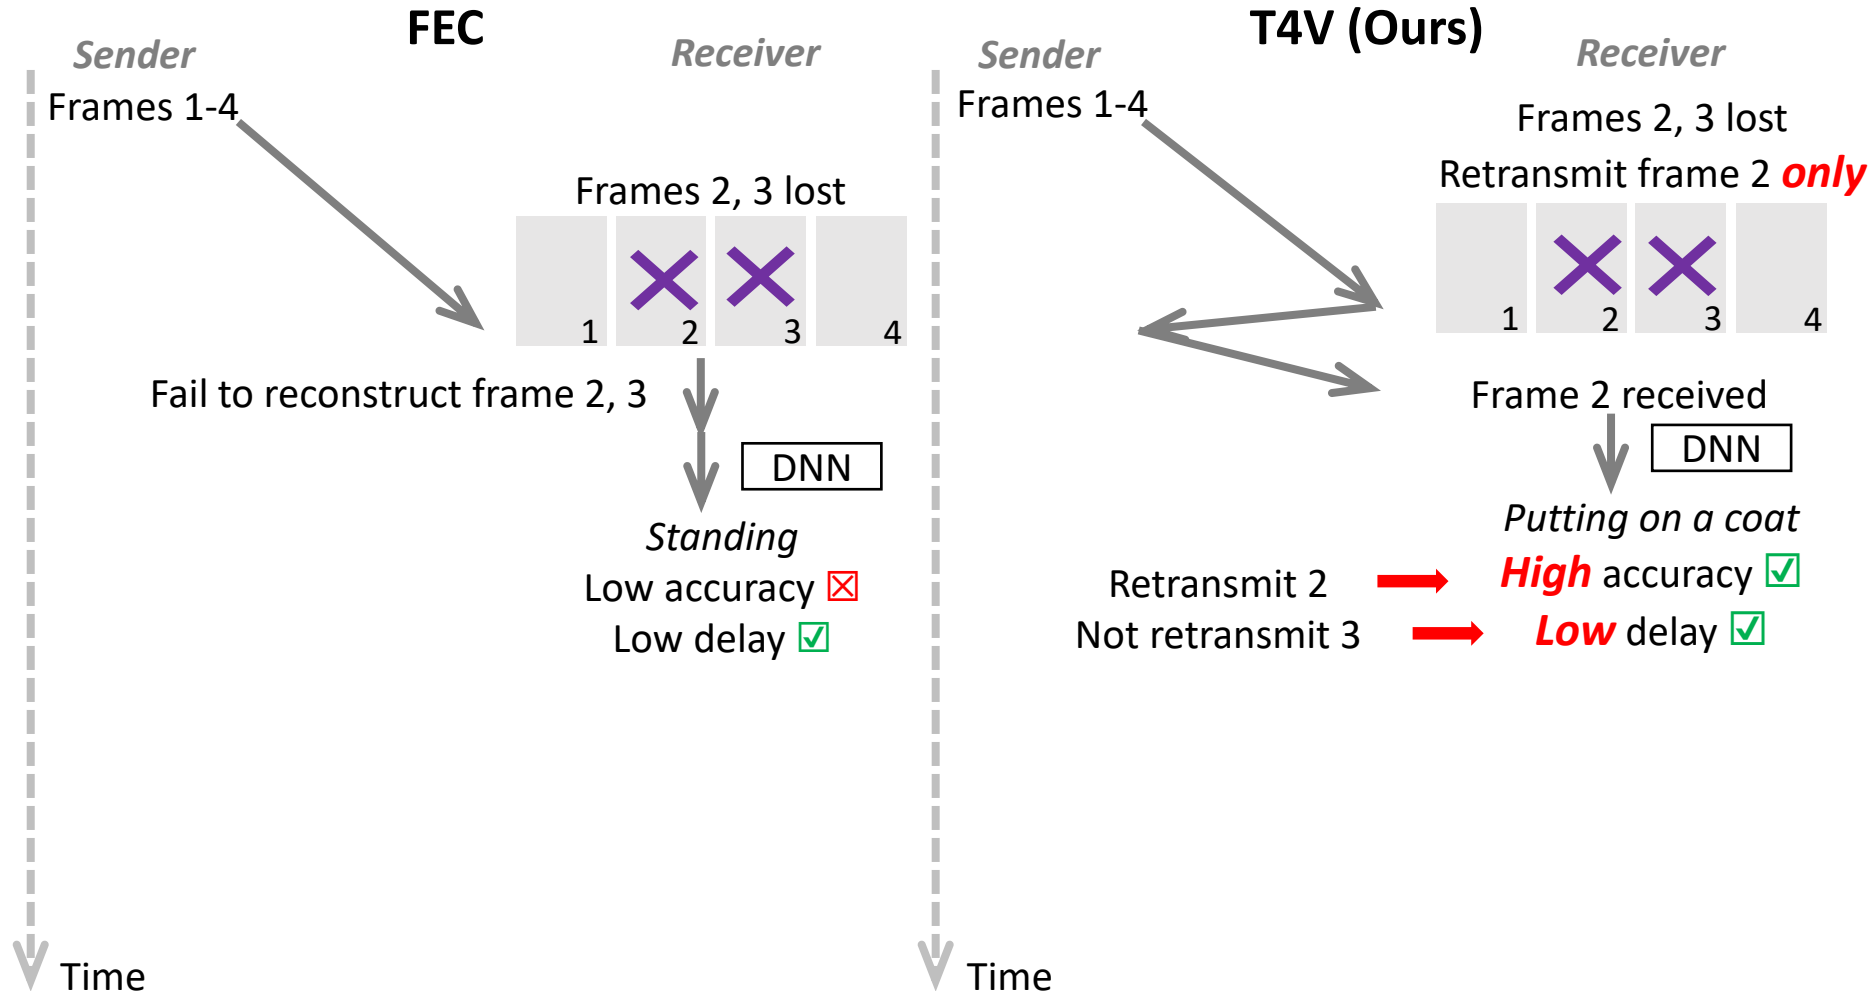 FEC
Sender
Receiver
Frames 1-4
Frames 2, 3 lost
1
2
3
4
Fail to reconstruct frame 2, 3
DNN
Standing
Low accuracy
Low delay
Time
T4V (Ours)
Sender
Receiver
Frames 1-4
Frames 2, 3 lost
Retransmit frame 2 only
1
2
3
4
Frame 2 received
DNN
Putting on a coat
Retransmit 2
High accuracy
Not retransmit 3
Low delay
Time